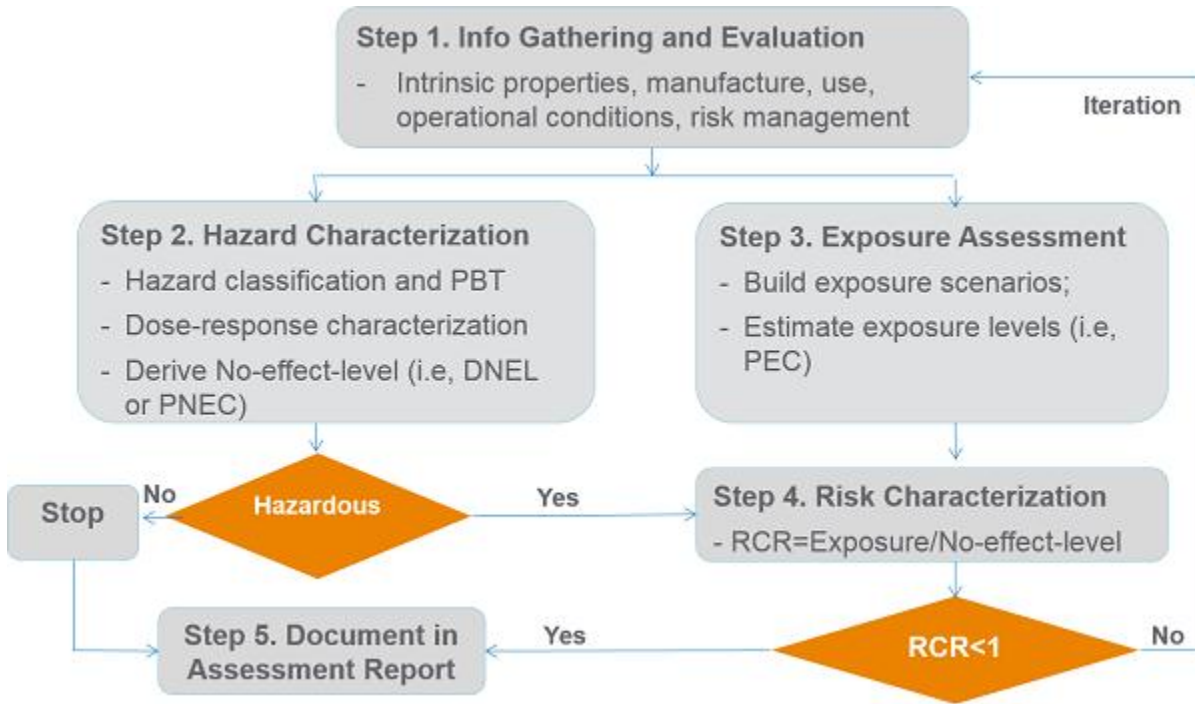 Step 1. Info Gathering and Evaluation
- Intrinsic properties, manufacture, use,
operational conditions, risk management
Iteration
Step 2. Hazard Characterization
- Hazard classification and PBT
- Dose-response characterization
- Derive No-effect-level (i.e, DNEL
or PNEC)
Step 3. Exposure Assessment
- Build exposure scenarios;
- Estimate exposure levels (i.e,
PEC)
Stop
No
Hazardous
Yes
Step 4. Risk Characterization
- RCR=Exposure/No-effect-level
Step 5. Document in
Assessment Report
Yes
RCR<1
No